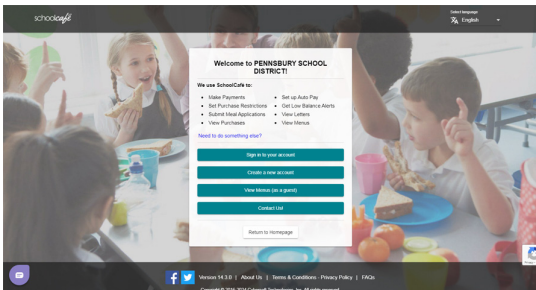 schoolcafé
Select language
English
Welcome to PENNSBURY SCHOOL
DISTRICT!
We use SchoolCafé to:
Make Payments
Set up Auto Pay
Set Purchase Restrictions
Get Low Balance Alerts
Submit Meal Applications
View Letters
View Purchases
View Menus
Need to do something else?
Sign in to your account
Create a new account
View Menus (as a guest)
Contact Us!
Return to Homepage
Version 14.3.0 | About Us | Terms & Conditions - Privacy Policy | FAQs